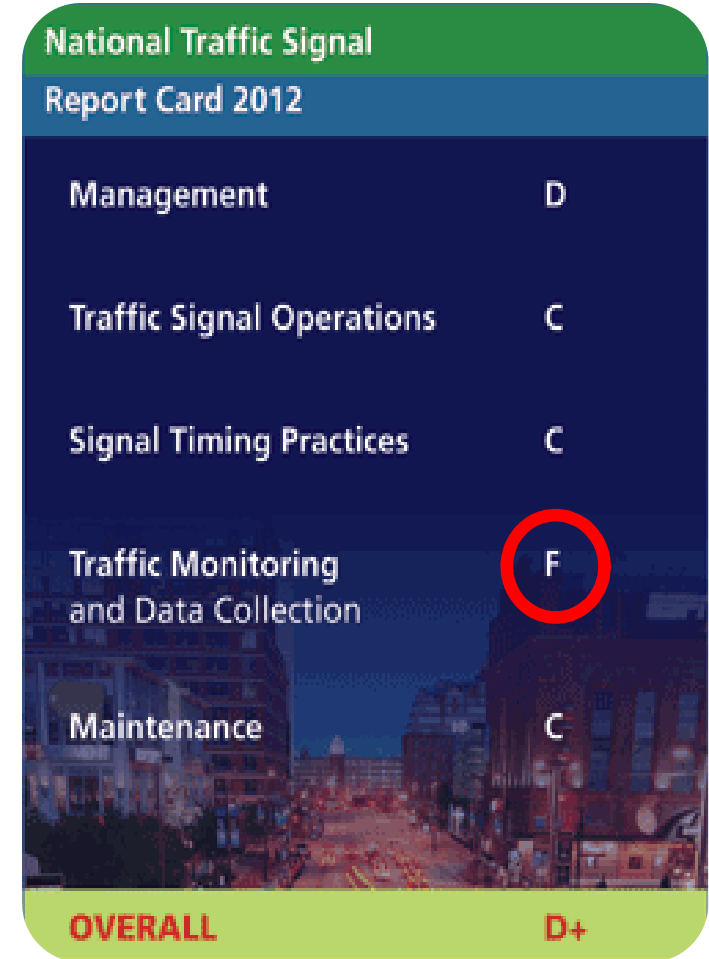 National Traffic Signal
Report Card 2012
Management D
Traffic Signal Operations C
Signal Timing Practices C
Traffic Monitoring F
and Data Collection
Maintenance C
OVERALL D+